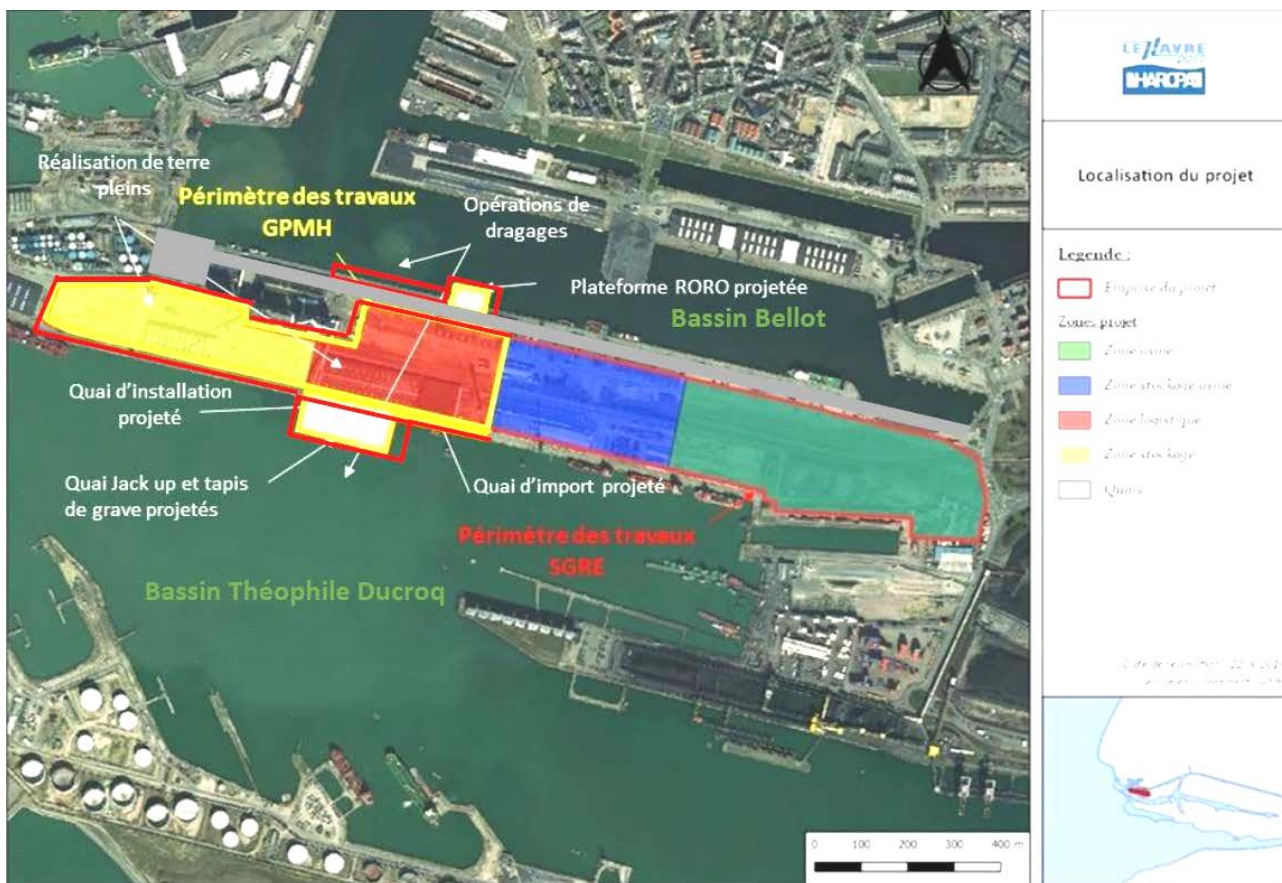 LE HAVRE
port
HAROPA
Localisation du projet
Réalisation de terre
pleins
Périmètre des travaux
GPMH
Opérations de
dragages
Plateforme RORO projetée
Bassin Bellot
Quai d'installation
projeté
Quai Jack up et tapis
de grave projetés
Quai d'import projeté
Périmètre des travaux
SGRE
Bassin Théophile Ducroq
Legende :
Emprise du projet
Zones projet
Zone usine
Zone stockage usine
Zone logistique
Zone stockage
Quais
0 100 200 300 400 m